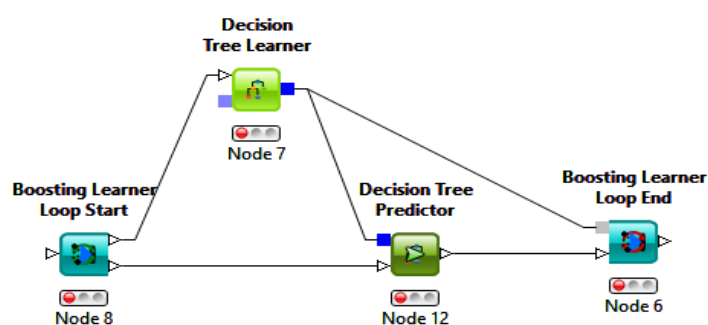 Decision
Tree Learner
Node 7
Boosting Learner
Loop Start
Node 8
Decision Tree
Predictor
Node 12
Boosting Learner
Loop End
Node 6